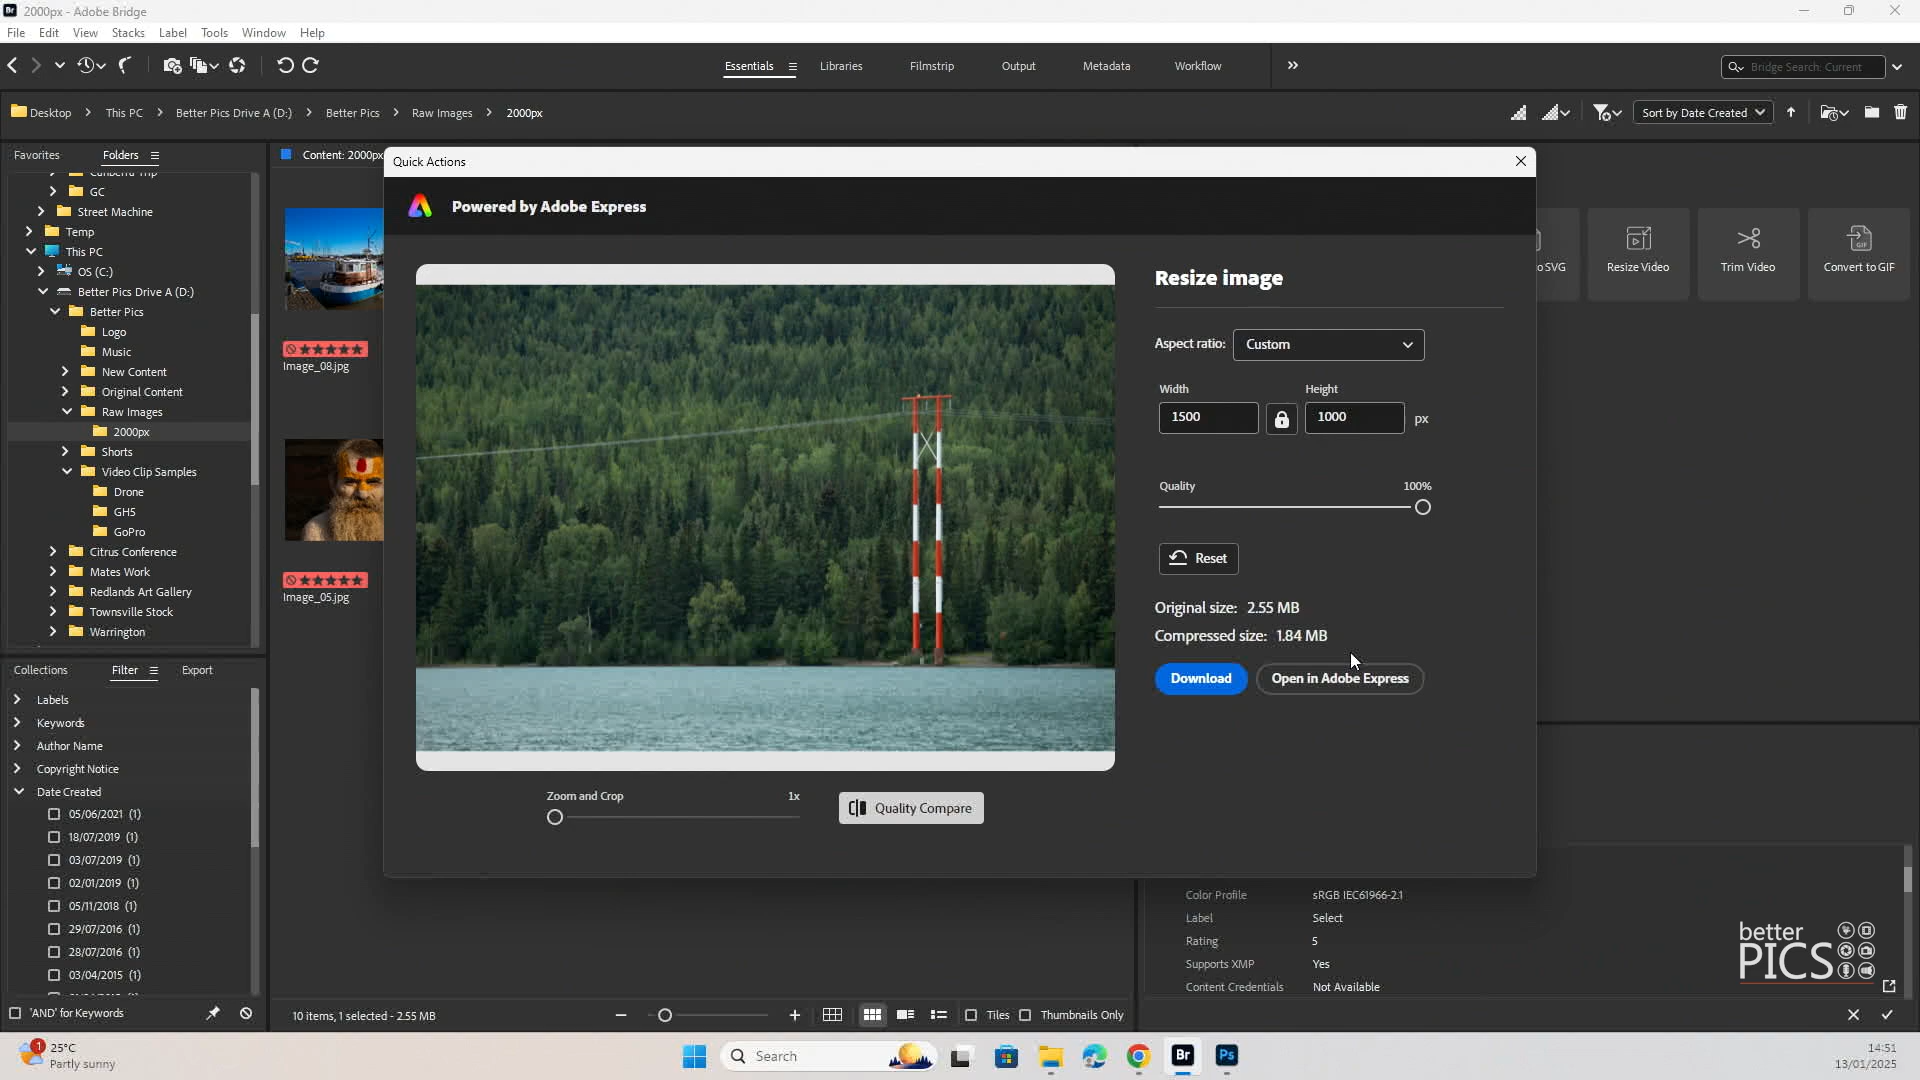 Br 2000px - Adobe Bridge
File Edit View Stacks Label Tools Window Help
Essentials Libraries Filmstrip Output Metadata Workflow
Bridge Search: Current
Desktop This PC Better Pics Drive A (D:) Better Pics Raw Images 2000px
Sort by Date Created
Favorites Folders
Content: 2000px
GC
Street Machine
Temp
This PC
OS (C:)
Better Pics Drive A (D:)
Better Pics
Logo
Music
New Content
Original Content
Raw Images
2000px
Shorts
Video Clip Samples
Drone
GH5
GoPro
Citrus Conference
Mates Work
Redlands Art Gallery
Townsville Stock
Warrington
Collections Filter Export
Labels
Keywords
Author Name
Copyright Notice
Date Created
05/06/2021 (1)
18/07/2019 (1)
03/07/2019 (1)
02/01/2019 (1)
05/11/2018 (1)
29/07/2016 (1)
28/07/2016 (1)
03/04/2015 (1)
'AND' for Keywords
Image_08.jpg
Image_05.jpg
Quick Actions
Powered by Adobe Express
Resize image
Aspect ratio: Custom
Width Height
1500 1000 px
Quality 100%
Reset
Original size: 2.55 MB
Compressed size: 1.84 MB
Download Open in Adobe Express
Zoom and Crop 1x
Quality Compare
o SVG Resize Video Trim Video GIF Convert to GIF
Color Profile sRGB IEC61966-2.1
Label Select
Rating 5
Supports XMP Yes
Content Credentials Not Available
better
PICS
10 items, 1 selected - 2.55 MB
Tiles Thumbnails Only
1 25°C
Partly sunny
Search
Br Ps
14:51
13/01/2025